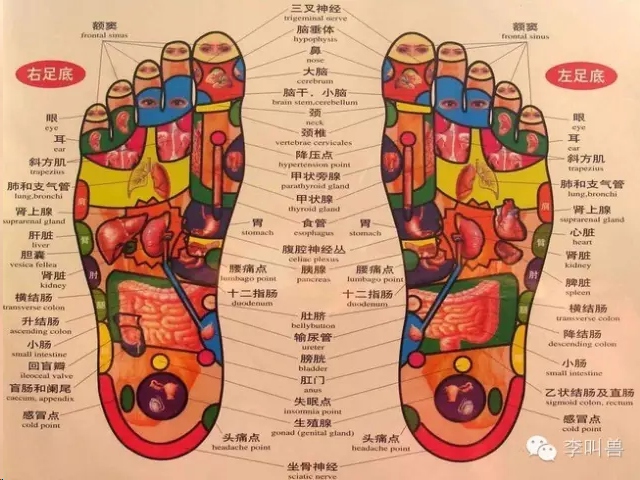 额窦
frontal sinus
右足底
眼
eye
耳
ear
斜方肌
trapezius
肺和支气管
lung,bronchi
肾上腺
suprarenal gland
肝脏
liver
胆囊
vesica fellea
肾脏
kidney
横结肠
transverse colon
升结肠
ascending colon
小肠
small intestine
回盲瓣
ileocecal valve
盲肠和阑尾
caecum, appendix
感冒点
cold point
三叉神经
trigeminal nerve
脑垂体
hypophysis
鼻
nose
大脑
cerebrum
脑干、小脑
brain stem,cerebellum
颈
neck
颈椎
vertebrae cervicales
降压点
hypertension point
甲状旁腺
parathyroid gland
甲状腺
thyroid gland
胃
stomach
食管
esophagus
胃
stomach
腹腔神经丛
celiac plexus
腰痛点
lumbago point
胰腺
pancreas
腰痛点
lumbago point
十二指肠
duodenum
十二指肠
duodenum
肚脐
bellybutton
输尿管
ureter
膀胱
bladder
肛门
anus
失眠点
insomnia point
生殖腺
gonad (genital gland)
头痛点
headache point
头痛点
headache point
坐骨神经
sciatic nerve
额窦
frontal sinus
左足底
眼
eye
耳
ear
斜方肌
trapezius
肺和支气管
lung,bronchi
肾上腺
suprarenal gland
心脏
heart
肾脏
kidney
脾脏
spleen
横结肠
transverse colon
降结肠
descending colon
小肠
small intestine
乙状结肠及直肠
sigmoid colon, rectum
感冒点
cold point
肩
臂
肘
肩
臂
肘
李叫兽